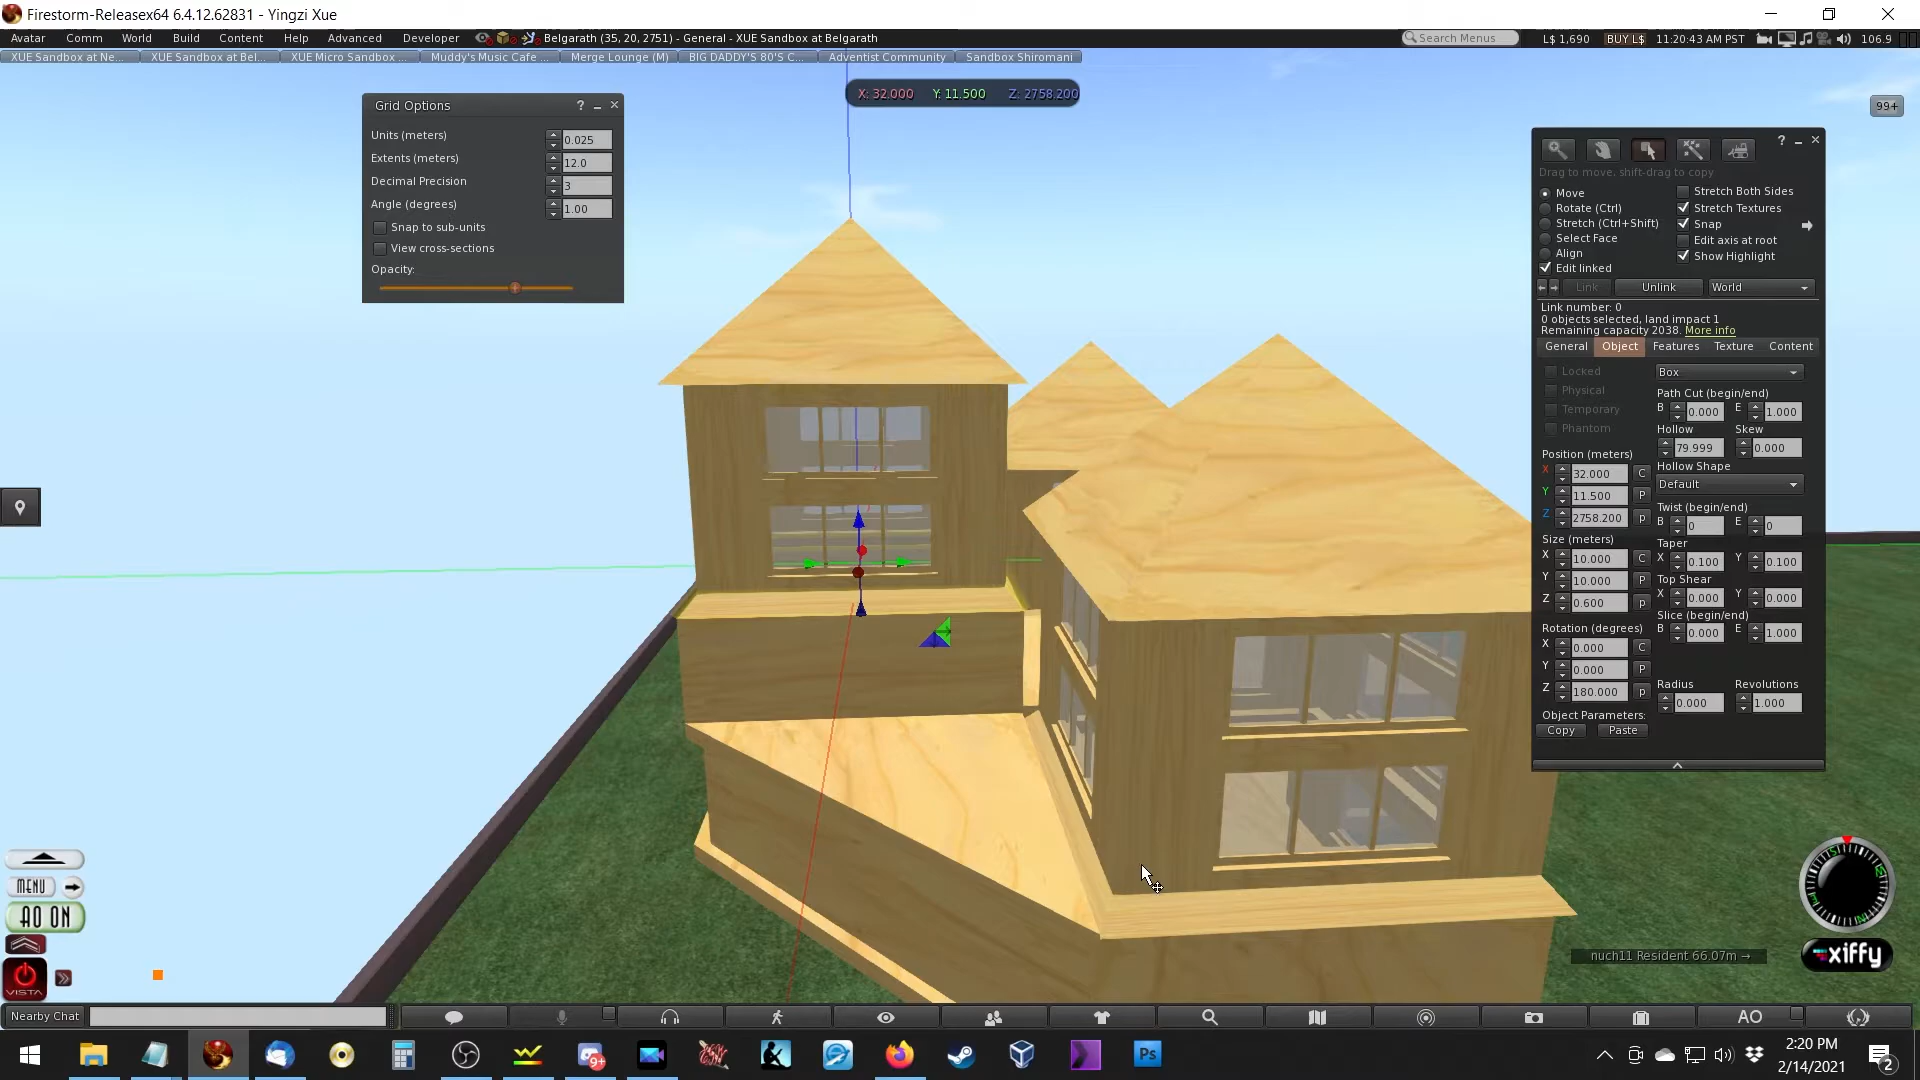 Firestorm-Releasex64 6.4.12.62831 - Yingzi Xue
Avatar Comm World Build Content Help Advanced Developer Belgarath (35, 20, 2751) - General - XUE Sandbox at Belgarath Search Menus L$ 1,690 BUY L$ 11:20:43 AM PST 106.9
XUE Sandbox at Ne... XUE Sandbox at Bel... XUE Micro Sandbox ... Muddy's Music Cafe ... Merge Lounge (M) BIG DADDY'S 80'S C... Adventist Community Sandbox Shiromani
X: 32.000 Y: 11.500 Z: 2758.200
99+
Grid Options ?
Units (meters) 0.025
Extents (meters) 12.0
Decimal Precision 3
Angle (degrees) 1.00
Snap to sub-units
View cross-sections
Opacity:
?
Drag to move, shift-drag to copy
Move Stretch Both Sides
Rotate (Ctrl) Stretch Textures
Stretch (Ctrl+Shift) Snap
Select Face Edit axis at root
Align Show Highlight
Edit linked
Link Unlink World
Link number: 0
0 objects selected, land impact 1
Remaining capacity 2038. More info
General Object Features Texture Content
Locked Box
Physical Path Cut (begin/end)
Temporary B 0.000 E 1.000
Phantom Hollow Skew
79.999 0.000
Position (meters) Hollow Shape
X 32.000 C Default
Y 11.500 P
Z 2758.200 p Twist (begin/end)
B 0 E 0
Size (meters) Taper
X 10.000 C X 0.100 Y 0.100
Y 10.000 P Top Shear
Z 0.600 p X 0.000 Y 0.000
Slice (begin/end)
Rotation (degrees) B 0.000 E 1.000
X 0.000 C
Y 0.000 P
Z 180.000 p Radius Revolutions
0.000 1.000
Object Parameters:
Copy Paste
MENU
AO ON
VISTA
nuch11 Resident 66.07m →
xiffy
Nearby Chat AO
9+
Ps
2:20 PM
2/14/2021
2